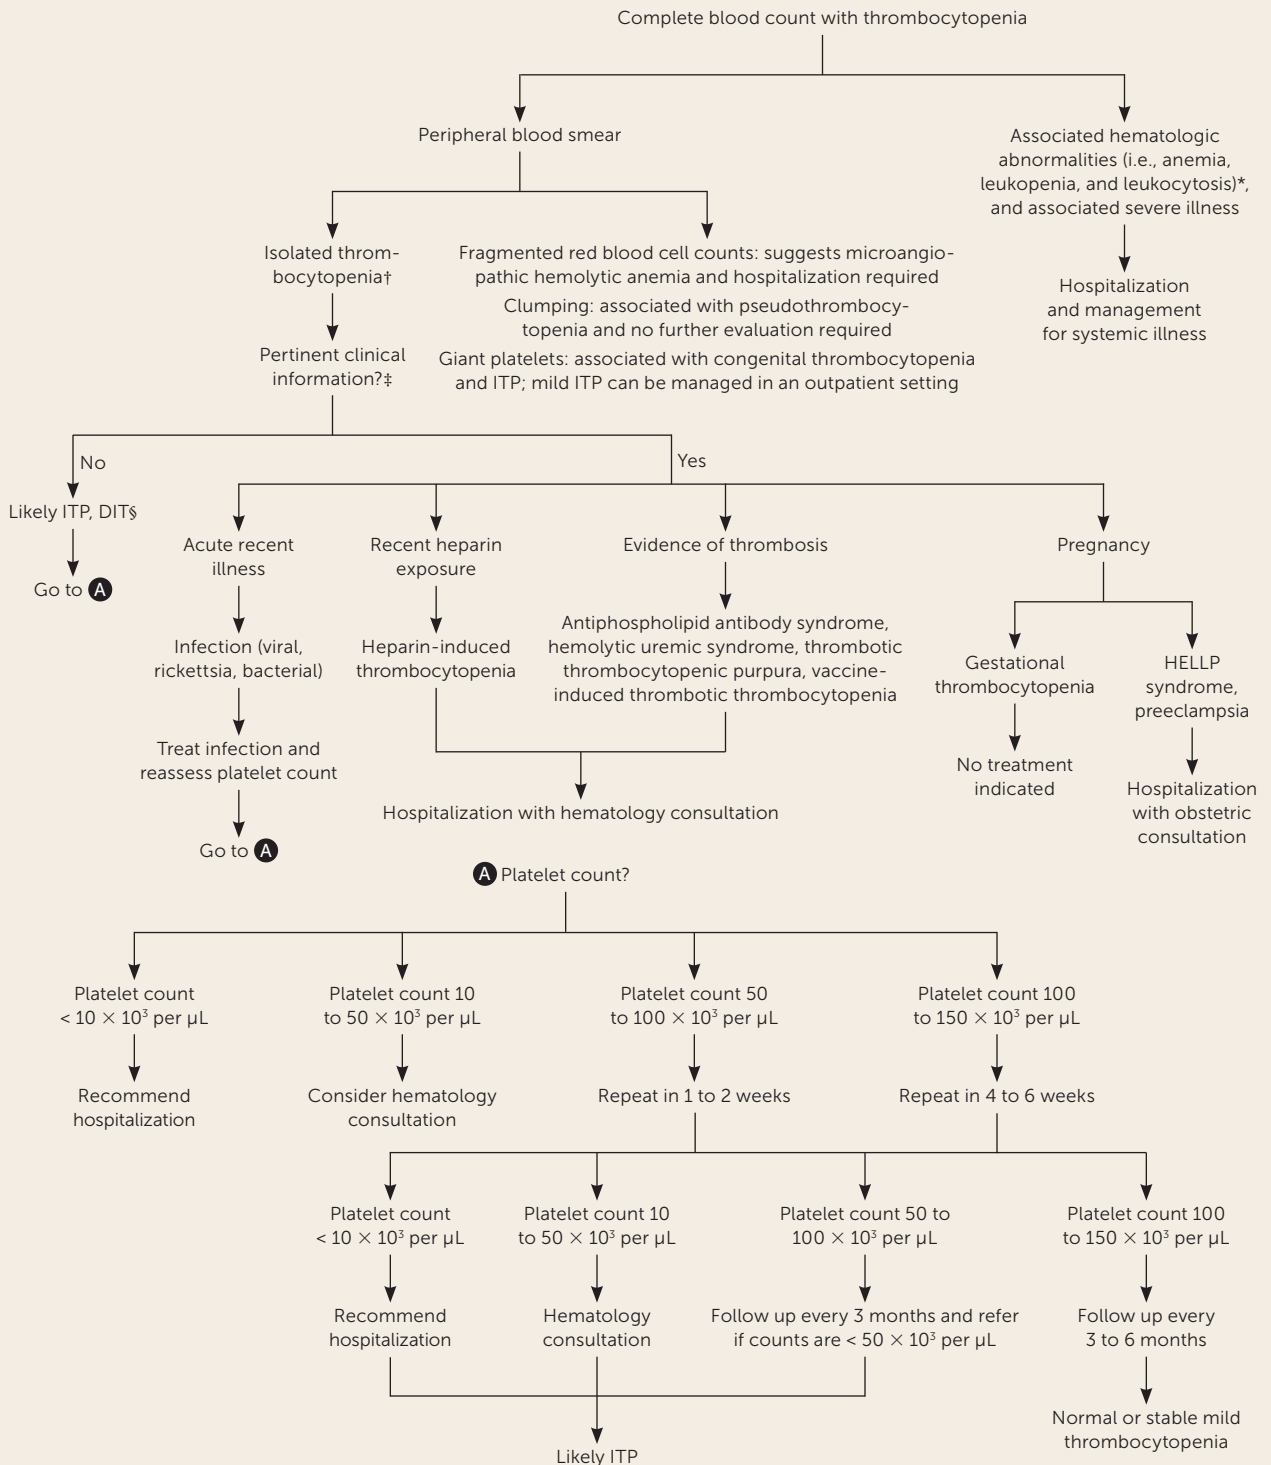 Complete blood count with thrombocytopenia
Peripheral blood smear
Associated hematologic
abnormalities (i.e., anemia,
leukopenia, and leukocytosis)*,
and associated severe illness
Hospitalization
and management
for systemic illness
Isolated throm-
bocytopenia†
Pertinent clinical
information?‡
Fragmented red blood cell counts: suggests microangio-
pathic hemolytic anemia and hospitalization required
Clumping: associated with pseudothrombocy-
topenia and no further evaluation required
Giant platelets: associated with congenital thrombocytopenia
and ITP; mild ITP can be managed in an outpatient setting
No
Likely ITP, DIT§
Go to A
Yes
Acute recent
illness
Infection (viral,
rickettsia, bacterial)
Treat infection and
reassess platelet count
Go to A
Recent heparin
exposure
Heparin-induced
thrombocytopenia
Evidence of thrombosis
Antiphospholipid antibody syndrome,
hemolytic uremic syndrome, thrombotic
thrombocytopenic purpura, vaccine-
induced thrombotic thrombocytopenia
Hospitalization with hematology consultation
Pregnancy
Gestational
thrombocytopenia
No treatment
indicated
HELLP
syndrome,
preeclampsia
Hospitalization
with obstetric
consultation
A Platelet count?
Platelet count
< 10 × 10³ per µL
Recommend
hospitalization
Platelet count 10
to 50 × 10³ per µL
Consider hematology
consultation
Platelet count 50
to 100 × 10³ per µL
Repeat in 1 to 2 weeks
Platelet count 100
to 150 × 10³ per µL
Repeat in 4 to 6 weeks
Platelet count
< 10 × 10³ per µL
Recommend
hospitalization
Platelet count 10
to 50 × 10³ per µL
Hematology
consultation
Platelet count 50 to
100 × 10³ per µL
Follow up every 3 months and refer
if counts are < 50 × 10³ per µL
Likely ITP
Platelet count 100
to 150 × 10³ per µL
Follow up every
3 to 6 months
Normal or stable mild
thrombocytopenia